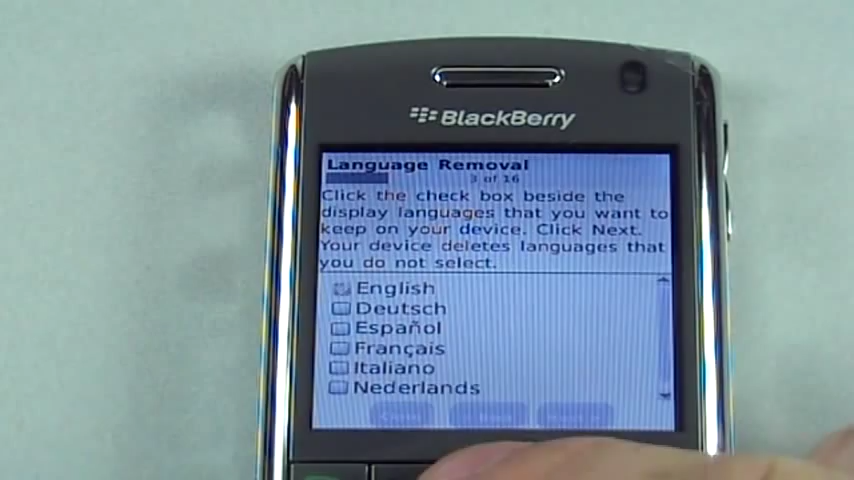 BlackBerry
Language Removal
3 of 16
Click the check box beside the
display languages that you want to
keep on your device. Click Next.
Your device deletes languages that
you do not select.
English
Deutsch
Español
Français
Italiano
Nederlands